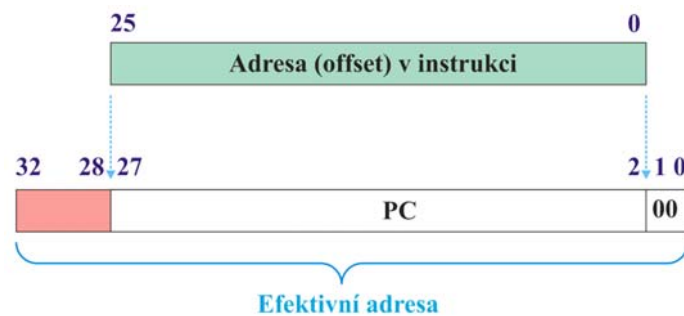 25 0
Adresa (offset) v instrukci
32 28 27 2 1 0
PC 00
Efektivní adresa